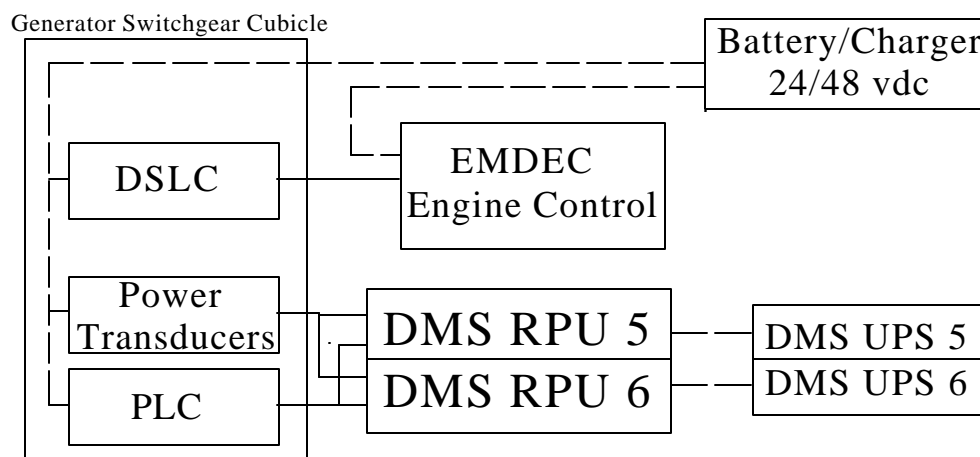 Generator Switchgear Cubicle
Battery/Charger
24/48 vdc
DSLC
EMDEC
Engine Control
Power
Transducers
DMS RPU 5
DMS UPS 5
DMS RPU 6
DMS UPS 6
PLC